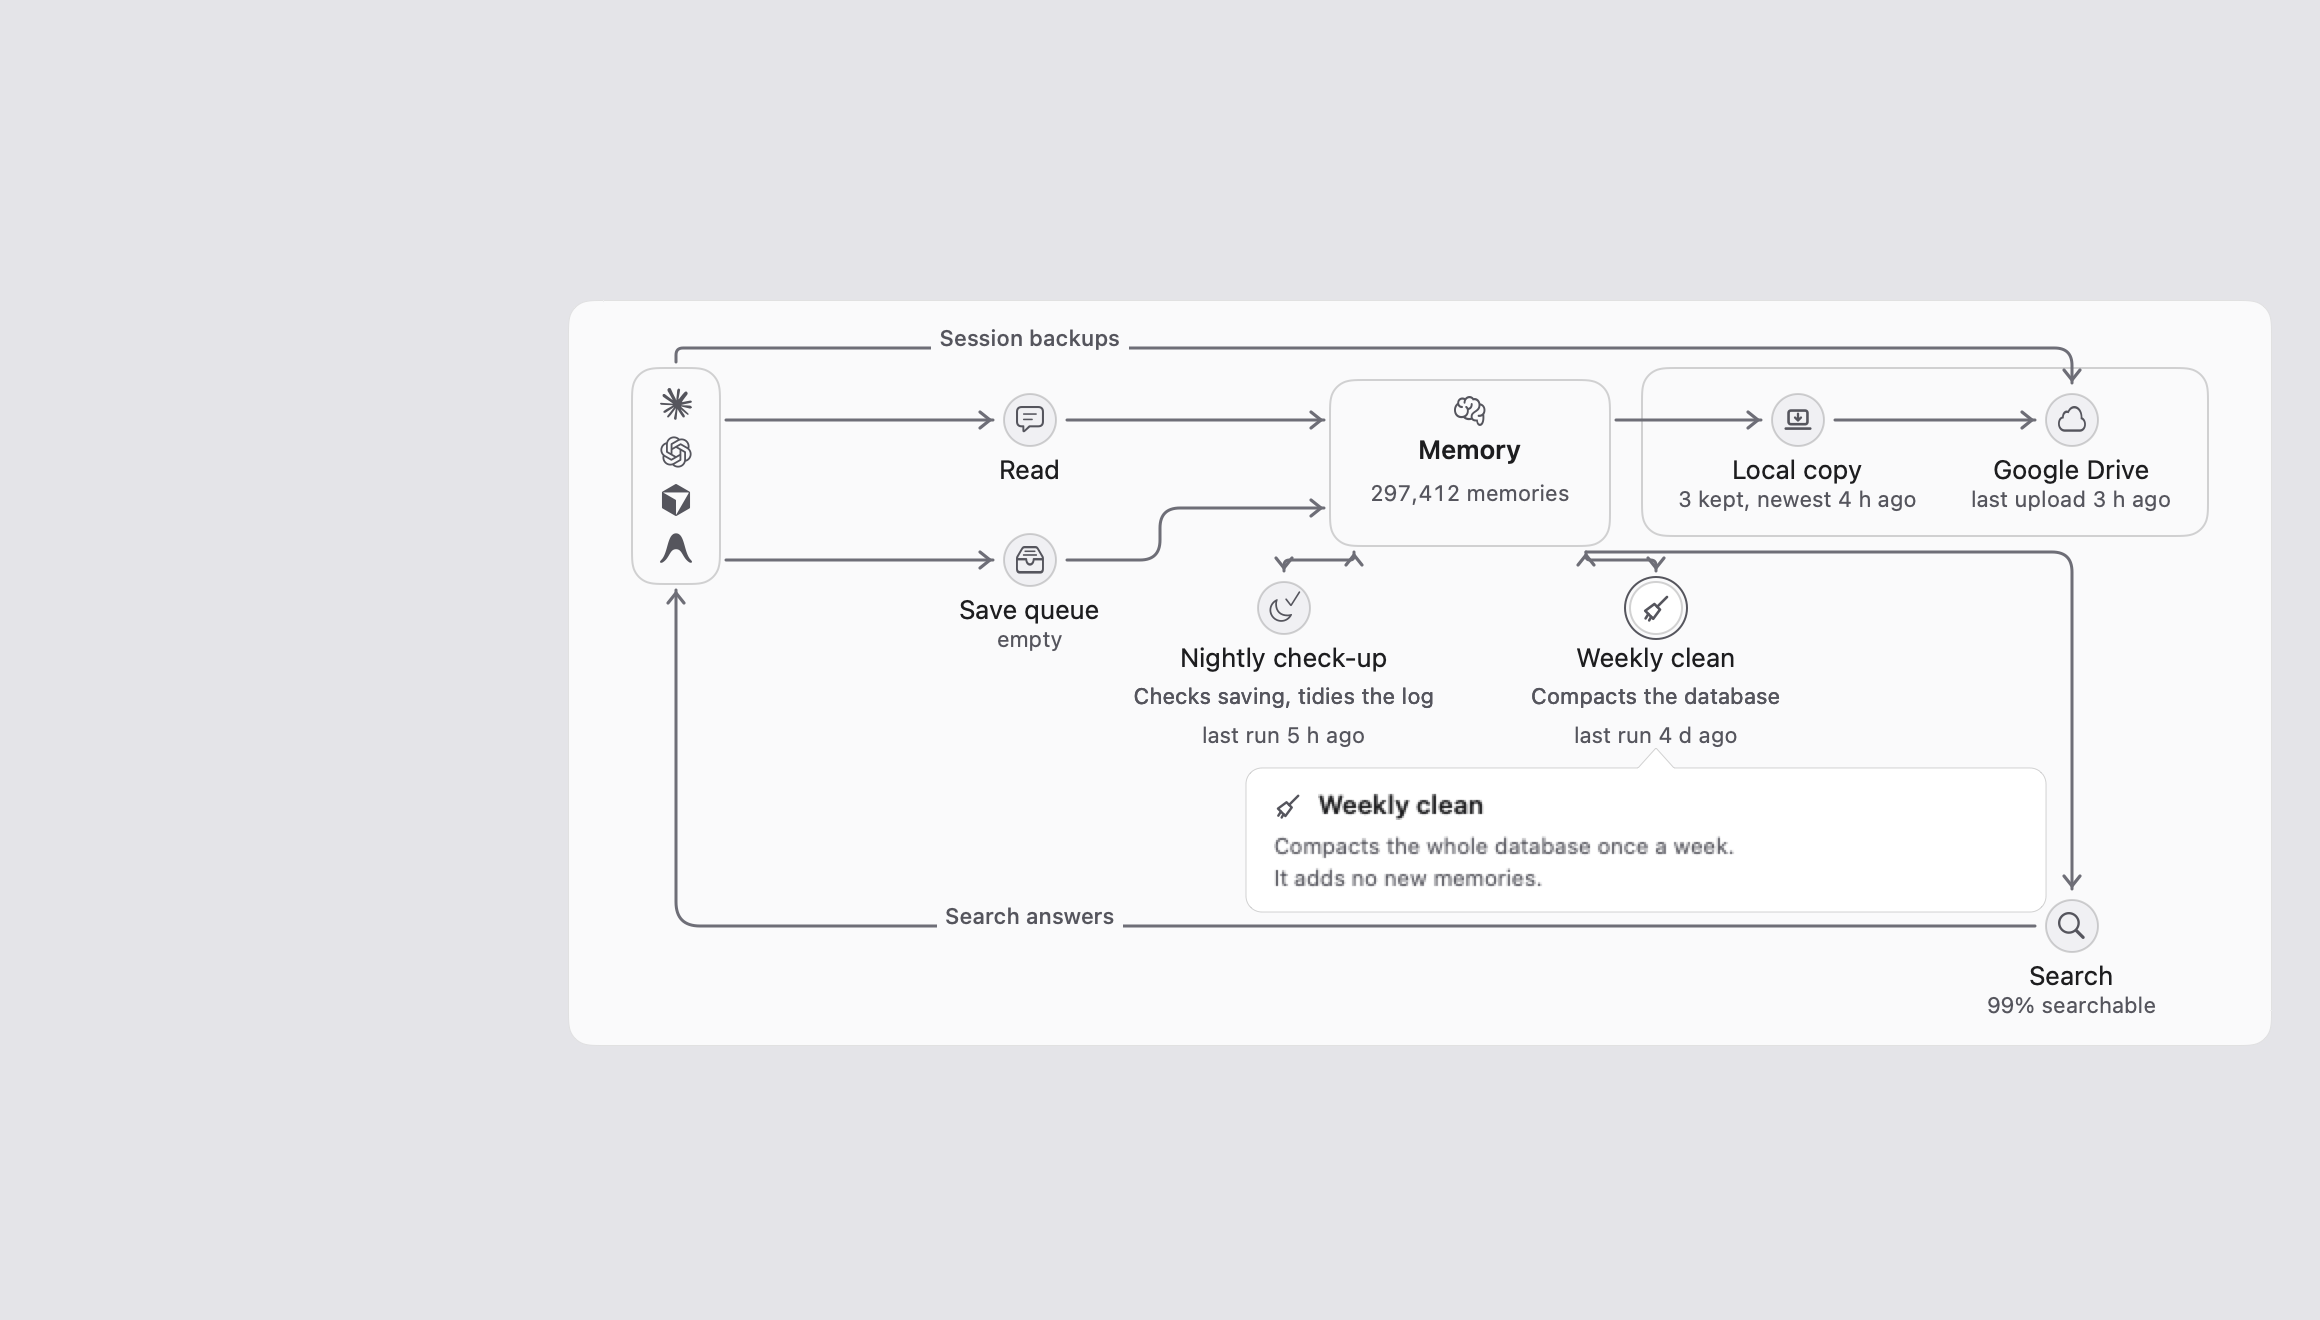 Session backups
Read
Memory
297,412 memories
Local copy
3 kept, newest 4 h ago
Google Drive
last upload 3 h ago
Save queue
empty
Nightly check-up
Checks saving, tidies the log
last run 5 h ago
Weekly clean
Compacts the database
last run 4 d ago
Weekly clean
Compacts the whole database once a week.
It adds no new memories.
Search answers
Search
99% searchable